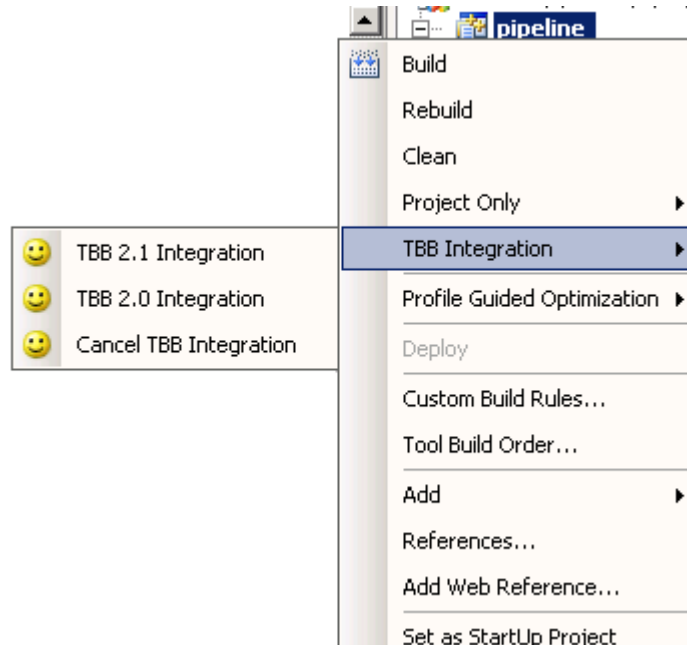 pipeline
Build
Rebuild
Clean
Project Only
TBB Integration
TBB 2.1 Integration
TBB 2.0 Integration
Cancel TBB Integration
Profile Guided Optimization
Deploy
Custom Build Rules...
Tool Build Order...
Add
References...
Add Web Reference...
Set as StartUp Project